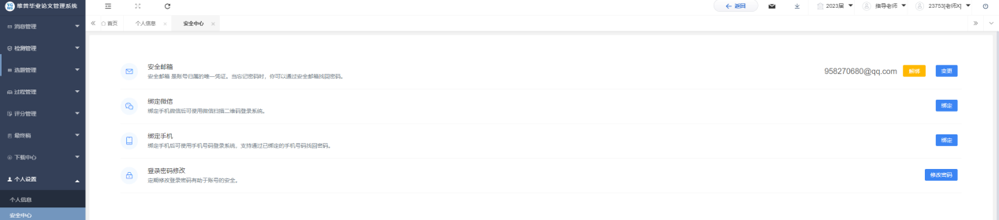 维普毕业论文管理系统
返回
2023届
指导老师
23753[老师X]
消息管理
首页
个人信息
安全中心
检测管理
选题管理
过程管理
评分管理
最终稿
下载中心
个人设置
个人信息
安全中心
安全邮箱
安全邮箱 是账号归属的唯一凭证。当忘记密码时，你可以通过安全邮箱找回密码。
958270680@qq.com
解绑
变更
绑定微信
绑定手机微信后可使用微信扫描二维码登录系统。
绑定
绑定手机
绑定手机后可使用手机号码登录系统，支持通过已绑定的手机号码找回密码。
绑定
登录密码修改
定期修改登录密码有助于账号的安全。
修改密码